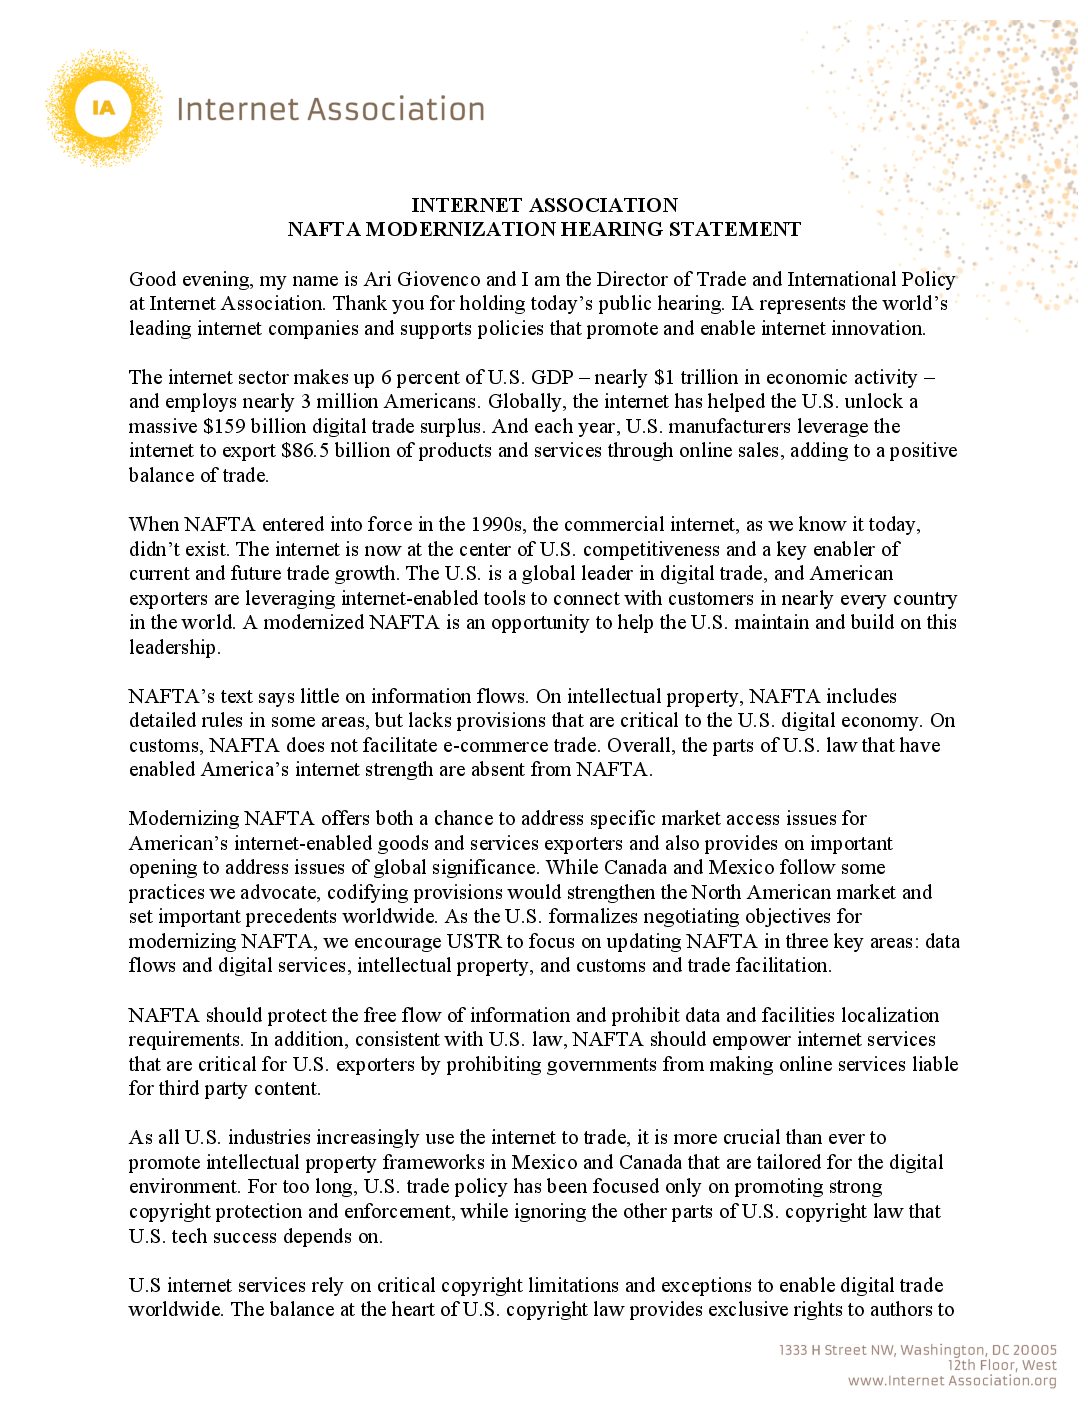 IA
Internet Association
INTERNET ASSOCIATION
NAFTA MODERNIZATION HEARING STATEMENT
Good evening, my name is Ari Giovenco and I am the Director of Trade and International Policy
at Internet Association. Thank you for holding today’s public hearing. IA represents the world’s
leading internet companies and supports policies that promote and enable internet innovation.
The internet sector makes up 6 percent of U.S. GDP – nearly $1 trillion in economic activity –
and employs nearly 3 million Americans. Globally, the internet has helped the U.S. unlock a
massive $159 billion digital trade surplus. And each year, U.S. manufacturers leverage the
internet to export $86.5 billion of products and services through online sales, adding to a positive
balance of trade.
When NAFTA entered into force in the 1990s, the commercial internet, as we know it today,
didn’t exist. The internet is now at the center of U.S. competitiveness and a key enabler of
current and future trade growth. The U.S. is a global leader in digital trade, and American
exporters are leveraging internet-enabled tools to connect with customers in nearly every country
in the world. A modernized NAFTA is an opportunity to help the U.S. maintain and build on this
leadership.
NAFTA’s text says little on information flows. On intellectual property, NAFTA includes
detailed rules in some areas, but lacks provisions that are critical to the U.S. digital economy. On
customs, NAFTA does not facilitate e-commerce trade. Overall, the parts of U.S. law that have
enabled America’s internet strength are absent from NAFTA.
Modernizing NAFTA offers both a chance to address specific market access issues for
American’s internet-enabled goods and services exporters and also provides on important
opening to address issues of global significance. While Canada and Mexico follow some
practices we advocate, codifying provisions would strengthen the North American market and
set important precedents worldwide. As the U.S. formalizes negotiating objectives for
modernizing NAFTA, we encourage USTR to focus on updating NAFTA in three key areas: data
flows and digital services, intellectual property, and customs and trade facilitation.
NAFTA should protect the free flow of information and prohibit data and facilities localization
requirements. In addition, consistent with U.S. law, NAFTA should empower internet services
that are critical for U.S. exporters by prohibiting governments from making online services liable
for third party content.
As all U.S. industries increasingly use the internet to trade, it is more crucial than ever to
promote intellectual property frameworks in Mexico and Canada that are tailored for the digital
environment. For too long, U.S. trade policy has been focused only on promoting strong
copyright protection and enforcement, while ignoring the other parts of U.S. copyright law that
U.S. tech success depends on.
U.S internet services rely on critical copyright limitations and exceptions to enable digital trade
worldwide. The balance at the heart of U.S. copyright law provides exclusive rights to authors to
1333 H Street NW, Washington, DC 20005
12th Floor, West
www.Internet Association.org